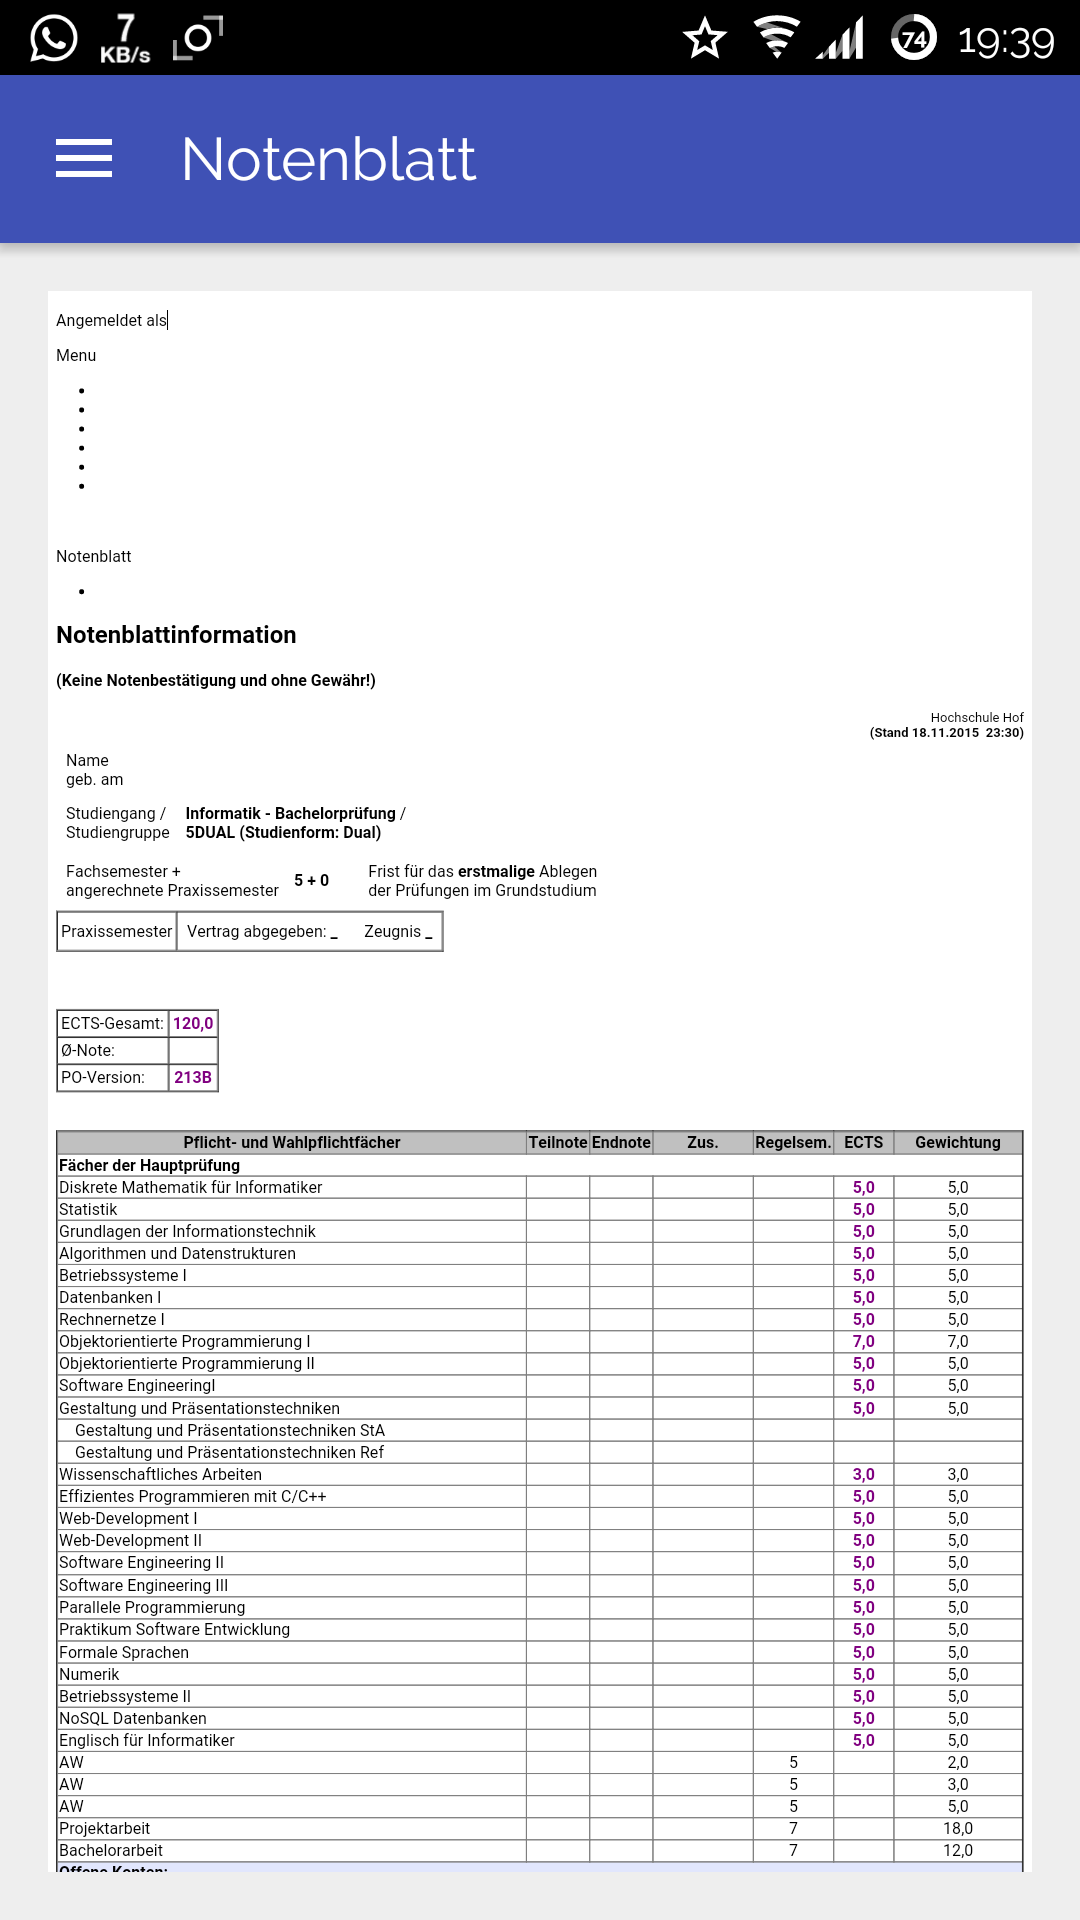 7 KB/s 74 19:39
Notenblatt
Angemeldet als
Menu
Notenblatt
Notenblattinformation
(Keine Notenbestätigung und ohne Gewähr!)
Hochschule Hof
(Stand 18.11.2015 23:30)
Name
geb. am
Studiengang / Informatik - Bachelorprüfung /
Studiengruppe 5DUAL (Studienform: Dual)
Fachsemester +
angerechnete Praxissemester 5 + 0
Frist für das erstmalige Ablegen
der Prüfungen im Grundstudium
Praxissemester Vertrag abgegeben: _ Zeugnis _
ECTS-Gesamt: 120,0
Ø-Note:
PO-Version: 213B
Pflicht- und Wahlpflichtfächer Teilnote Endnote Zus. Regelsem. ECTS Gewichtung
Fächer der Hauptprüfung
Diskrete Mathematik für Informatiker 5,0 5,0
Statistik 5,0 5,0
Grundlagen der Informationstechnik 5,0 5,0
Algorithmen und Datenstrukturen 5,0 5,0
Betriebssysteme I 5,0 5,0
Datenbanken I 5,0 5,0
Rechnernetze I 5,0 5,0
Objektorientierte Programmierung I 7,0 7,0
Objektorientierte Programmierung II 5,0 5,0
Software EngineeringI 5,0 5,0
Gestaltung und Präsentationstechniken 5,0 5,0
Gestaltung und Präsentationstechniken StA
Gestaltung und Präsentationstechniken Ref
Wissenschaftliches Arbeiten 3,0 3,0
Effizientes Programmieren mit C/C++ 5,0 5,0
Web-Development I 5,0 5,0
Web-Development II 5,0 5,0
Software Engineering II 5,0 5,0
Software Engineering III 5,0 5,0
Parallele Programmierung 5,0 5,0
Praktikum Software Entwicklung 5,0 5,0
Formale Sprachen 5,0 5,0
Numerik 5,0 5,0
Betriebssysteme II 5,0 5,0
NoSQL Datenbanken 5,0 5,0
Englisch für Informatiker 5,0 5,0
AW 5 2,0
AW 5 3,0
AW 5 5,0
Projektarbeit 7 18,0
Bachelorarbeit 7 12,0
Offene Konten: